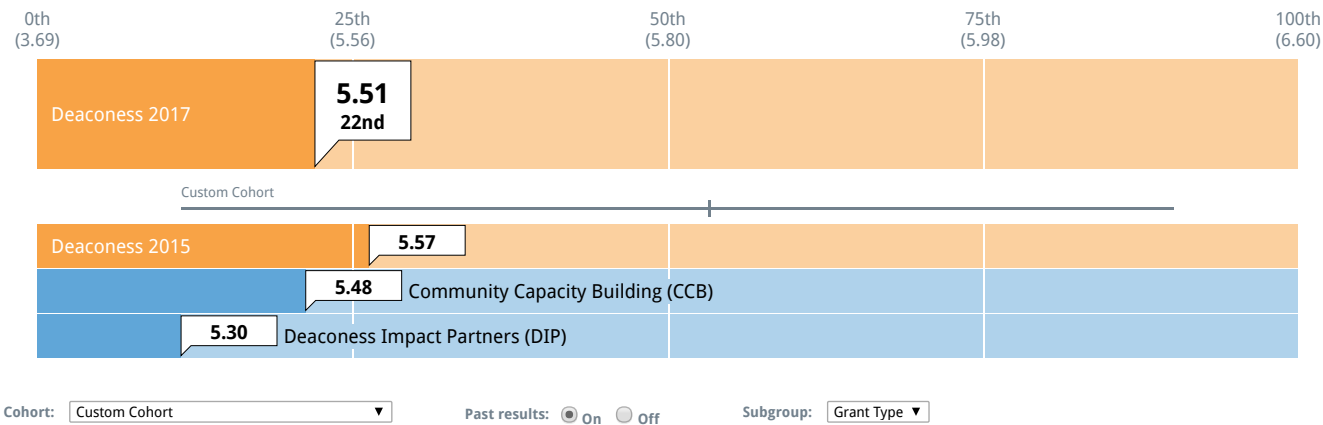 0th 25th 50th 75th 100th
(3.69) (5.56) (5.80) (5.98) (6.60)
Deaconess 2017
5.51
22nd
Custom Cohort
Deaconess 2015 5.57
5.48 Community Capacity Building (CCB)
5.30 Deaconess Impact Partners (DIP)
Cohort: Custom Cohort ▼ Past results: On Off Subgroup: Grant Type ▼